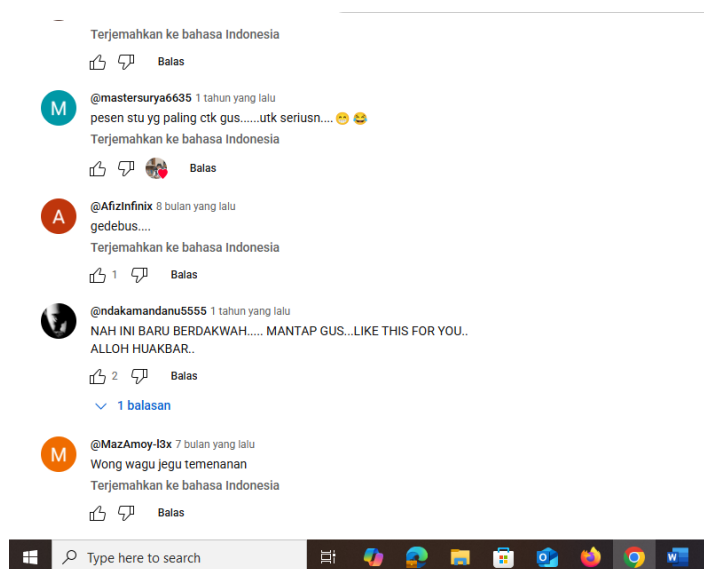 Terjemahkan ke bahasa Indonesia
Balas
M
@mastersurya6635 1 tahun yang lalu
pesen stu yg paling ctk gus......utk seriusn.... 😁 😂
Terjemahkan ke bahasa Indonesia
Balas
A
@AfizInfinix 8 bulan yang lalu
gedebus....
Terjemahkan ke bahasa Indonesia
1 Balas
@ndakamandanu5555 1 tahun yang lalu
NAH INI BARU BERDAKWAH..... MANTAP GUS...LIKE THIS FOR YOU..
ALLOH HUAKBAR..
2 Balas
1 balasan
M
@MazAmoy-l3x 7 bulan yang lalu
Wong wagu jegu temenanan
Terjemahkan ke bahasa Indonesia
Balas
Type here to search
W